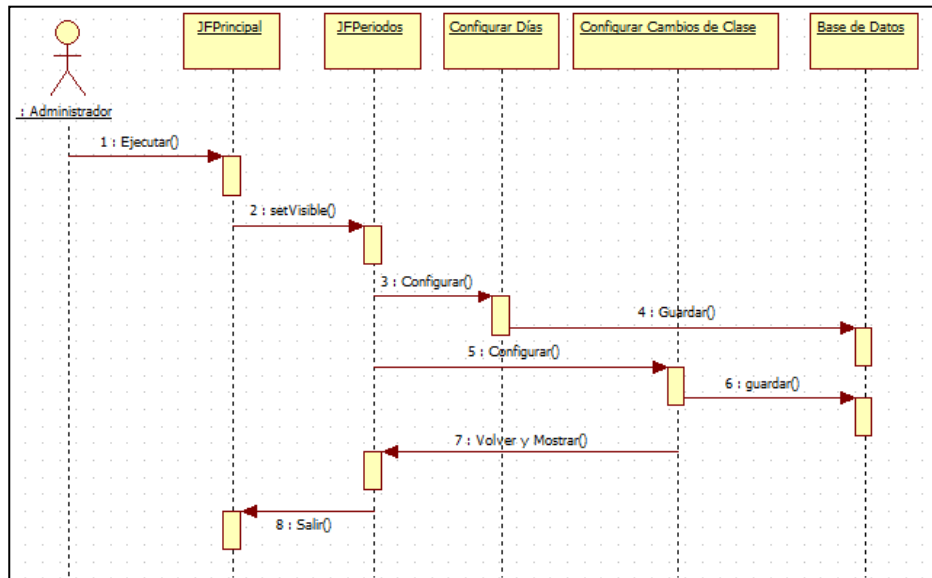 JFPrincipal
JFPeriodos
Configurar Días
Configurar Cambios de Clase
Base de Datos
: Administrador
1 : Ejecutar()
2 : setVisible()
3 : Configurar()
4 : Guardar()
5 : Configurar()
6 : guardar()
7 : Volver y Mostrar()
8 : Salir()